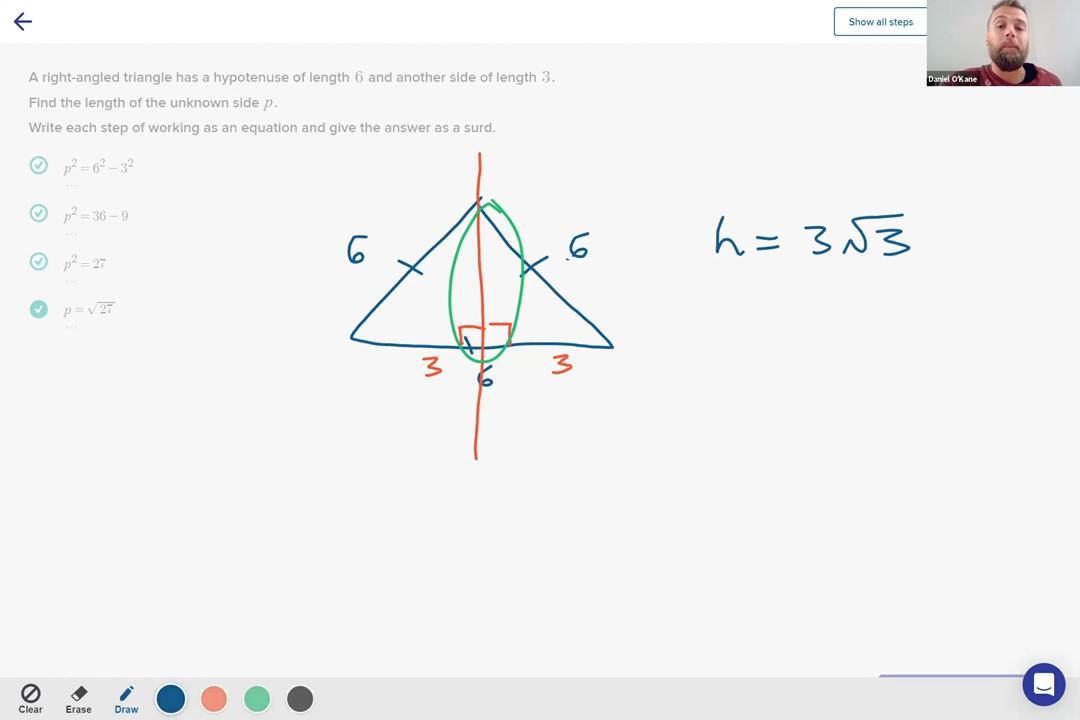 Show all steps
Daniel O'Kane
A right-angled triangle has a hypotenuse of length 6 and another side of length 3.
Find the length of the unknown side p.
Write each step of working as an equation and give the answer as a surd.
p² = 6² − 3²
...
p² = 36 − 9
...
p² = 27
...
p = √27
...
6
6
h = 3√3
3
6
3
Clear
Erase
Draw